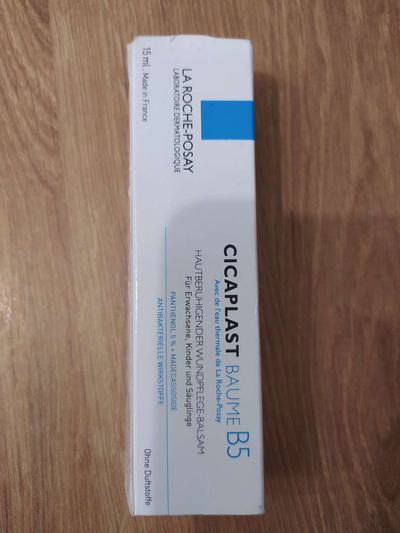 LA ROCHE-POSAY
LABORATOIRE DERMATOLOGIQUE
15 ml . Made in France
CICAPLAST BAUME B5
Avec de l'eau thermale de La Roche-Posay
HAUTBERUHIGENDER WUNDPFLEGE-BALSAM
Für Erwachsene, Kinder und Säuglinge
PANTHENOL 5 % + MADECASSOSIDE
ANTIBAKTERIELLE WIRKSTOFFE
Ohne Duftstoffe